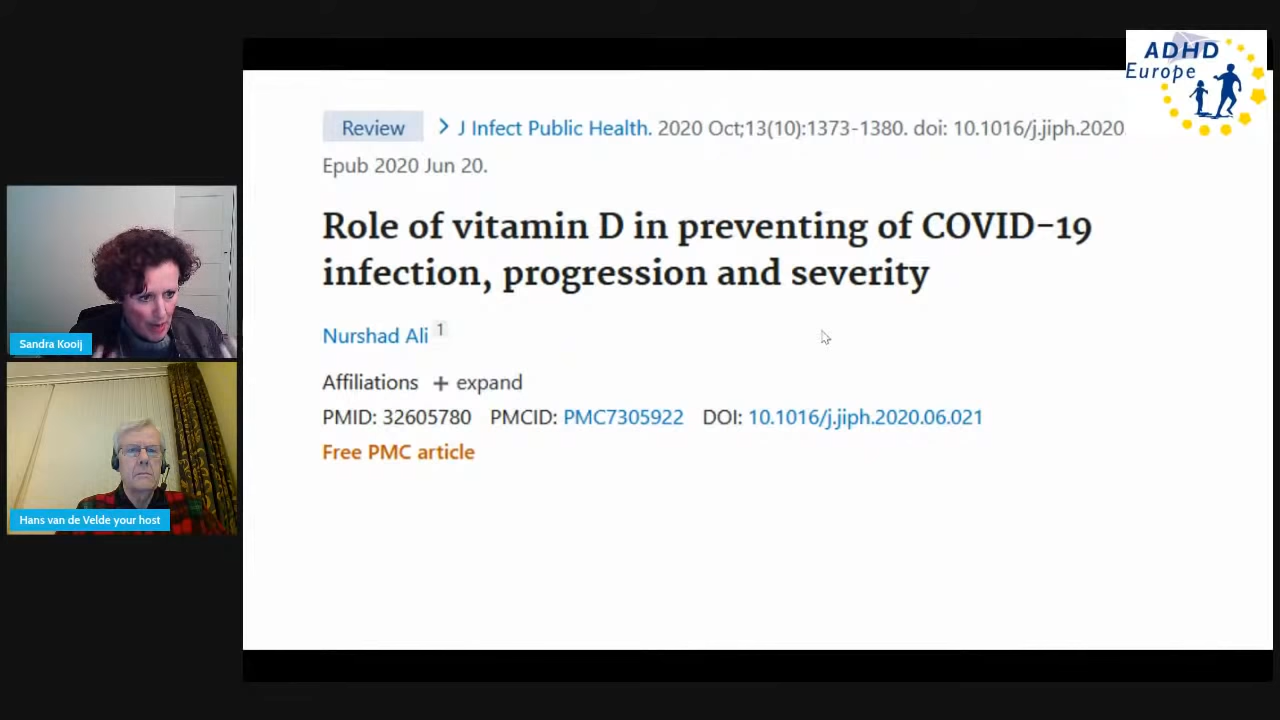 ADHD
Europe
Review > J Infect Public Health. 2020 Oct;13(10):1373-1380. doi: 10.1016/j.jiph.2020
Epub 2020 Jun 20.
Role of vitamin D in preventing of COVID-19
infection, progression and severity
Nurshad Ali 1
Affiliations + expand
PMID: 32605780 PMCID: PMC7305922 DOI: 10.1016/j.jiph.2020.06.021
Free PMC article
Sandra Kooij
Hans van de Velde your host